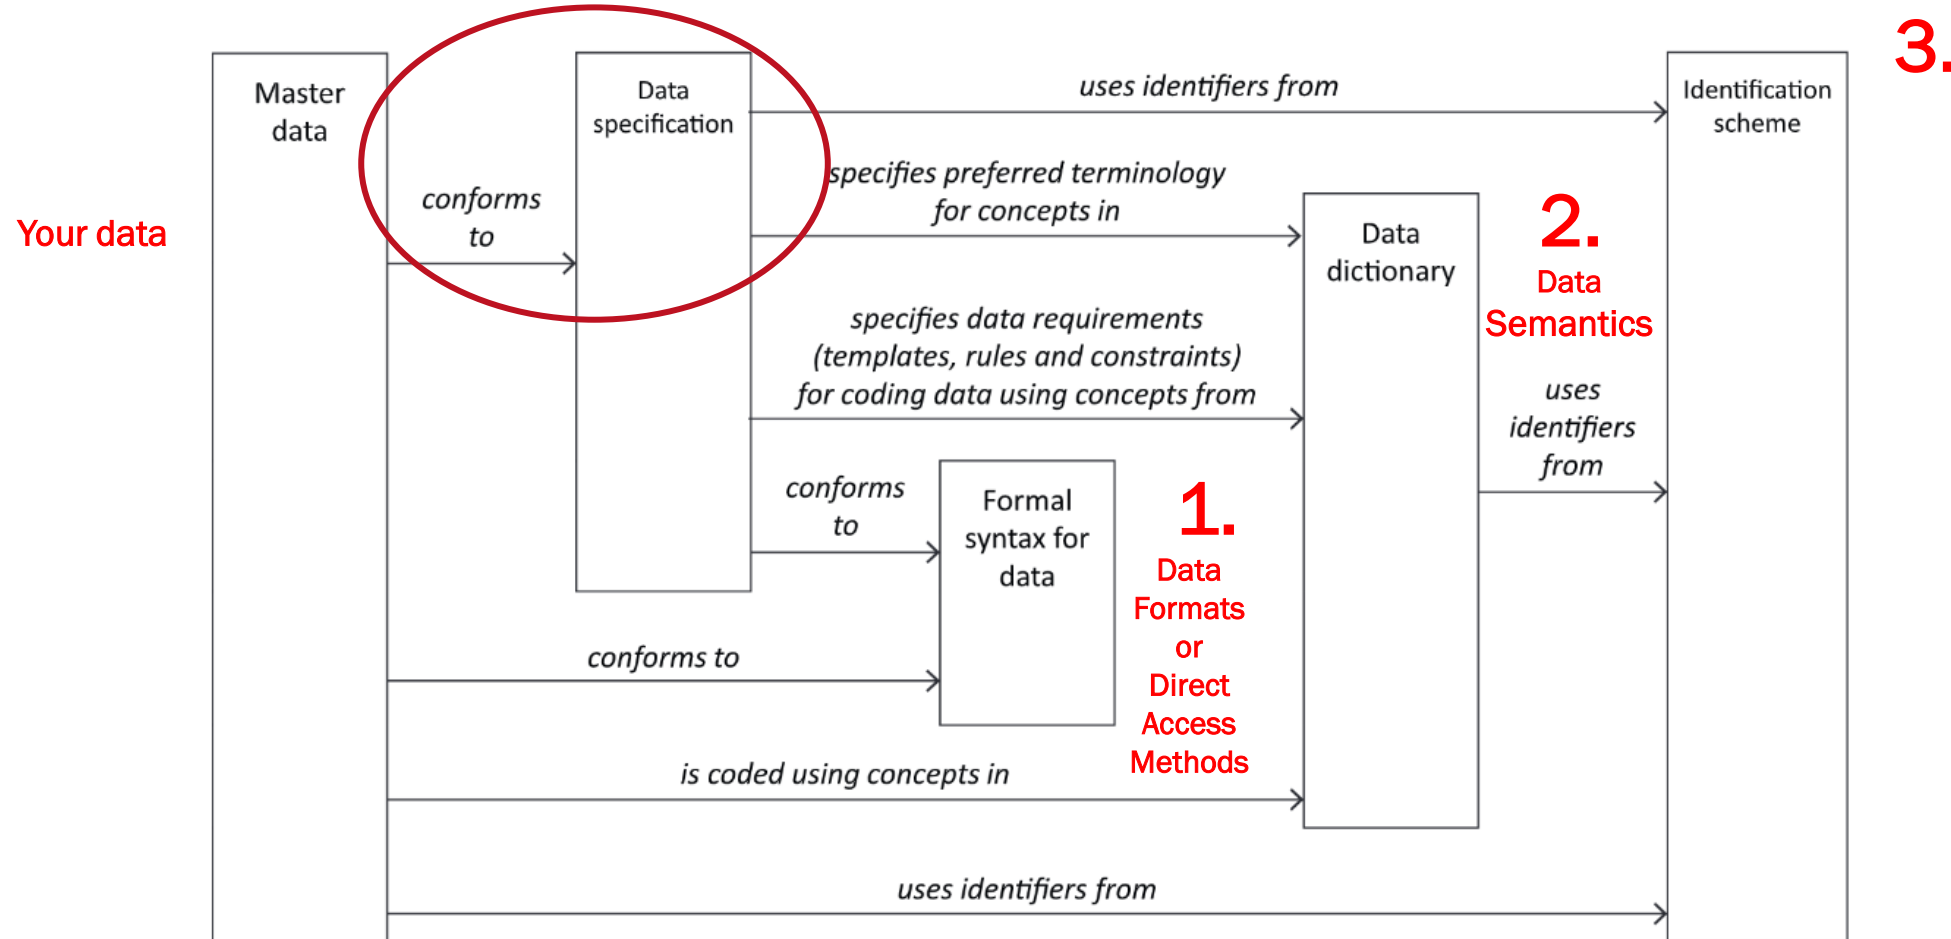 Master
data
Your data
conforms
to
Data
specification
uses identifiers from
specifies preferred terminology
for concepts in
specifies data requirements
(templates, rules and constraints)
for coding data using concepts from
conforms
to
Formal
syntax for
data
1.
Data
Formats
or
Direct
Access
Methods
conforms to
is coded using concepts in
uses identifiers from
Data
dictionary
2.
Data
Semantics
uses
identifiers
from
Identification
scheme
3.